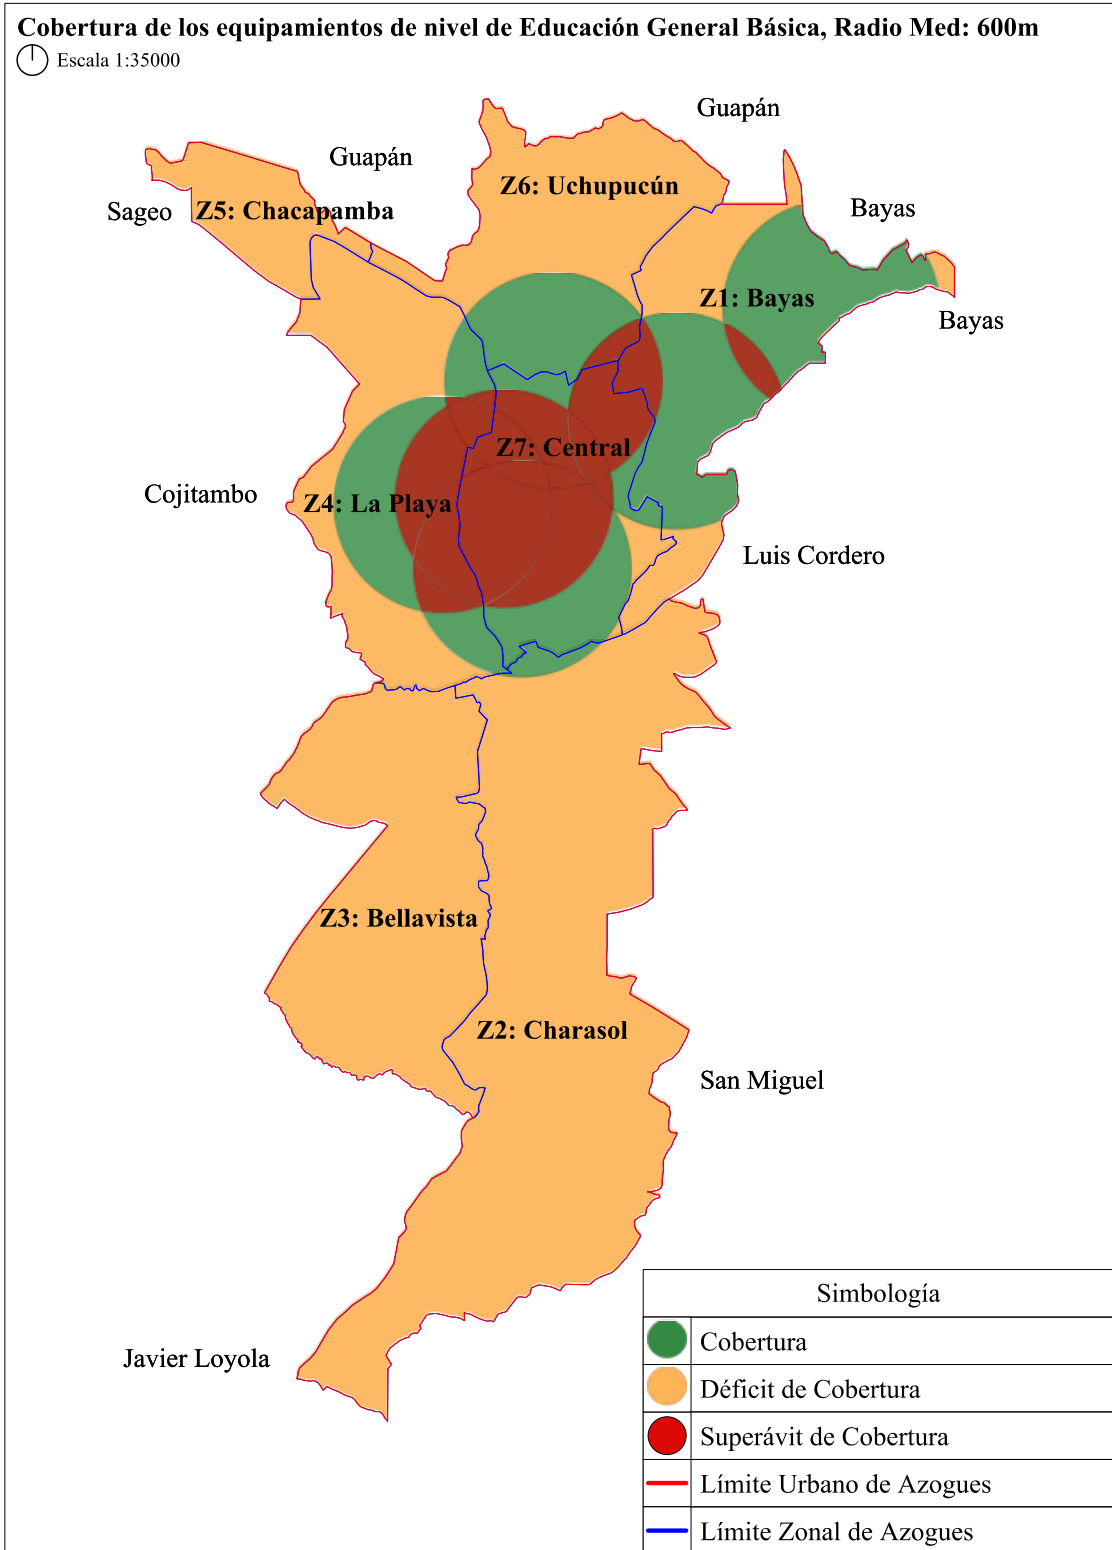 Cobertura de los equipamientos de nivel de Educación General Básica, Radio Med: 600m
Escala 1:35000
Guapán
Guapán
Z6: Uchupucún
Sageo
Z5: Chacapamba
Bayas
Z1: Bayas
Bayas
Z7: Central
Cojitambo
Z4: La Playa
Luis Cordero
Z3: Bellavista
Z2: Charasol
San Miguel
Javier Loyola
Simbología
Cobertura
Déficit de Cobertura
Superávit de Cobertura
Límite Urbano de Azogues
Límite Zonal de Azogues